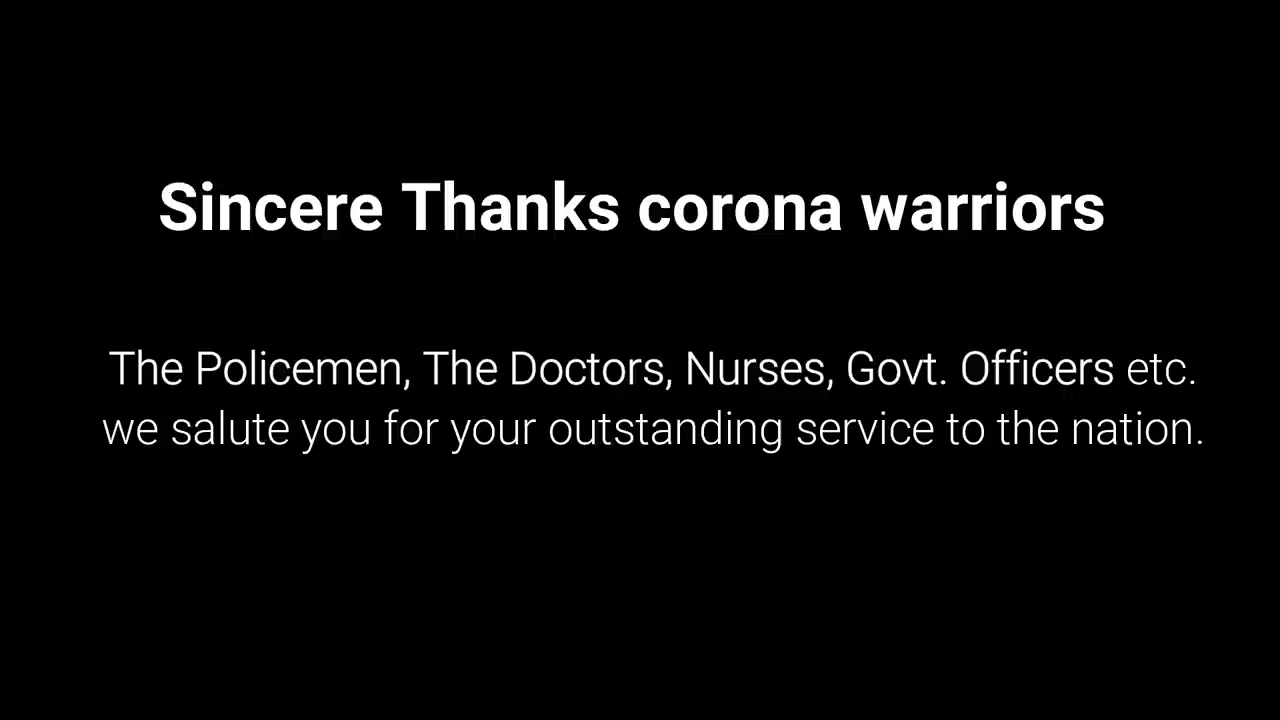 Sincere Thanks corona warriors
The Policemen, The Doctors, Nurses, Govt. Officers etc.
we salute you for your outstanding service to the nation.